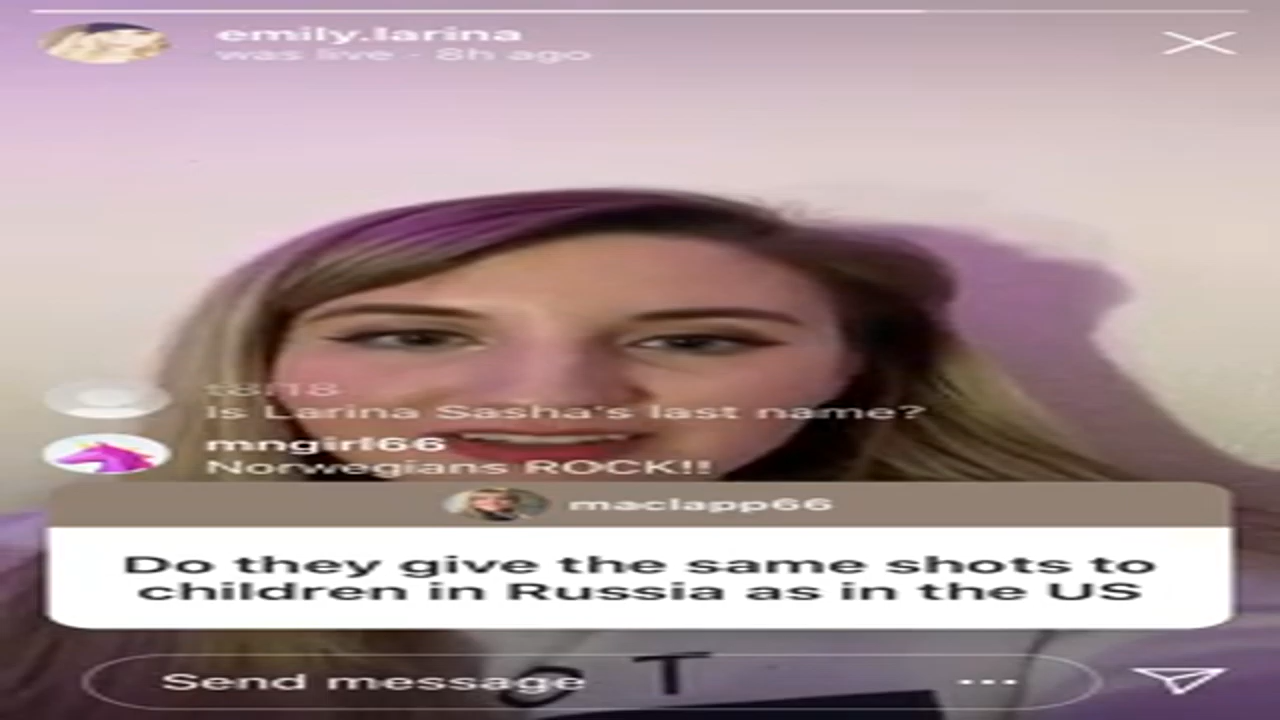 emily.larina
was live - 8h ago
Is Larina Sasha's last name?
mngirl66
Norwegians ROCK!!
maclapp66
Do they give the same shots to
children in Russia as in the US
T
Send message